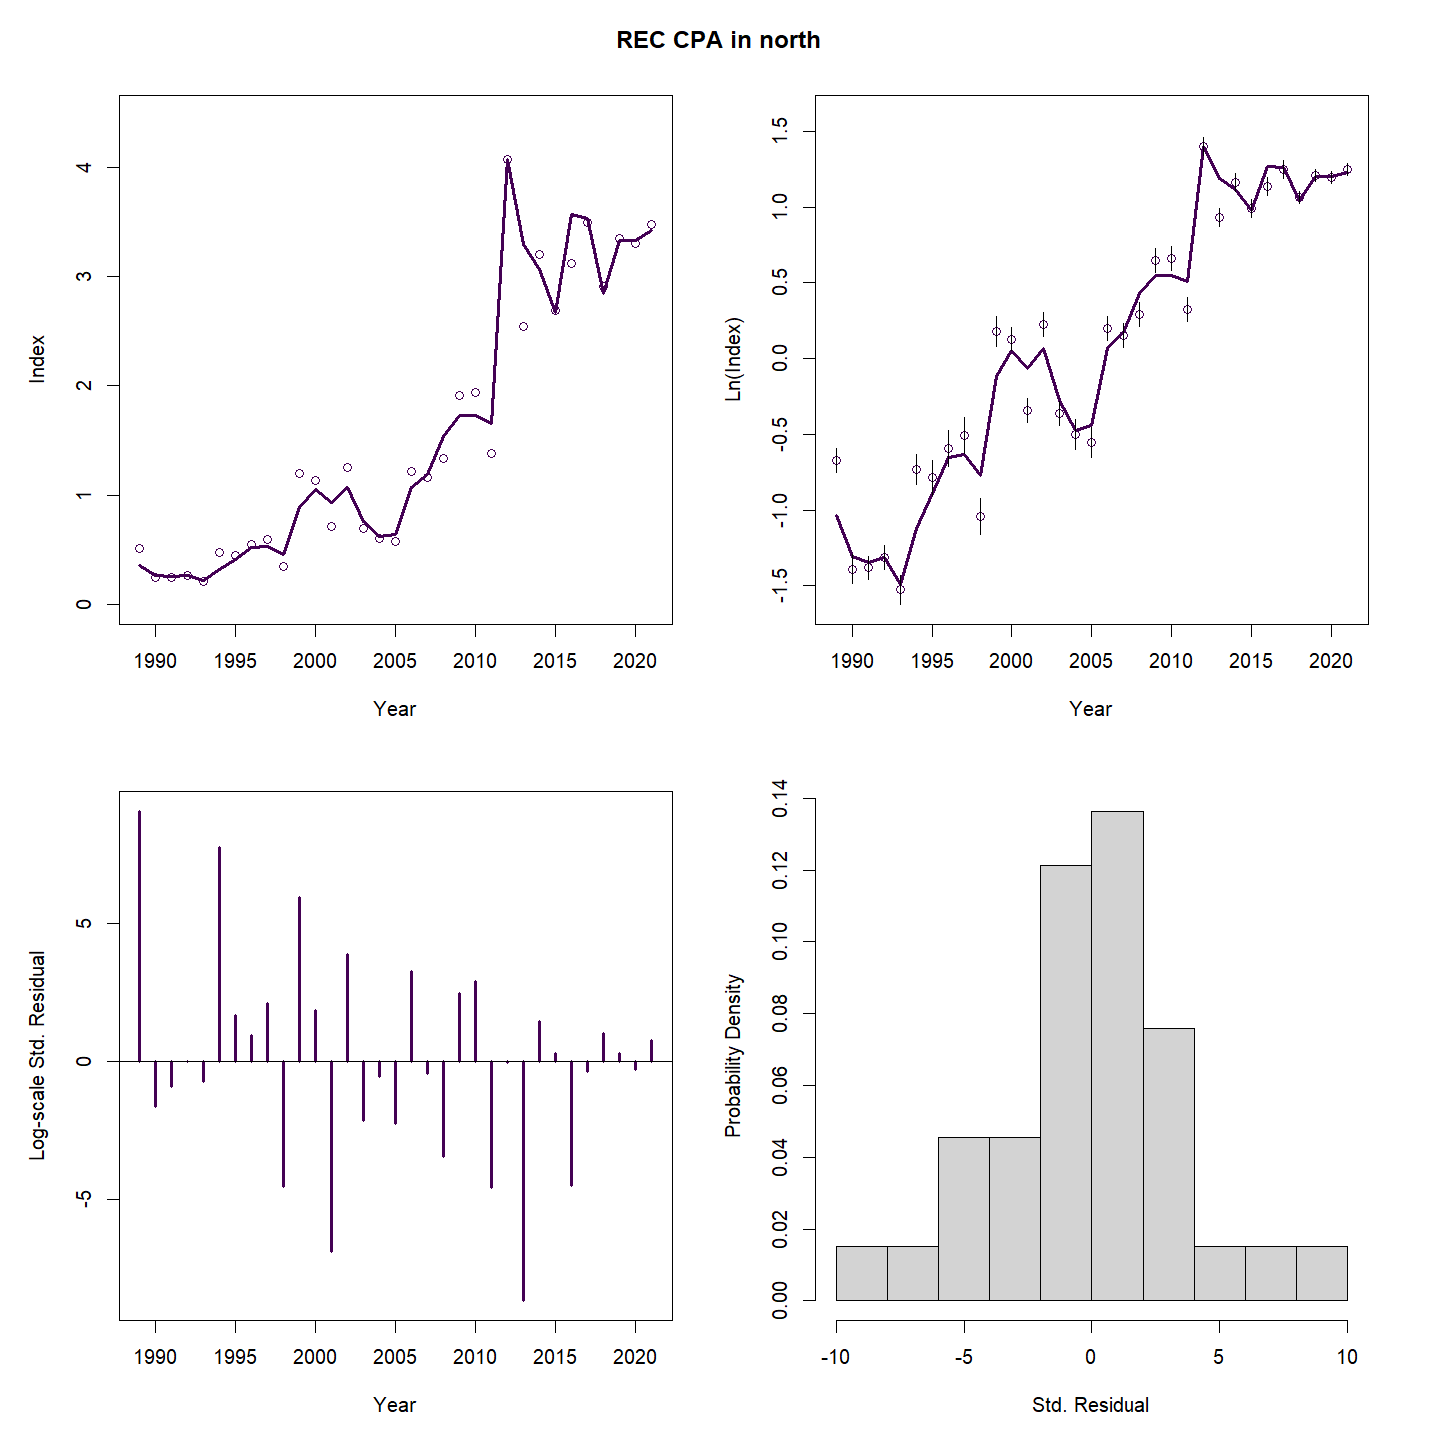 REC CPA in north
Index
0 1 2 3 4
1990 1995 2000 2005 2010 2015 2020
Year
Ln(Index)
-1.5 -1.0 -0.5 0.0 0.5 1.0 1.5
1990 1995 2000 2005 2010 2015 2020
Year
Log-scale Std. Residual
-5 0 5
1990 1995 2000 2005 2010 2015 2020
Year
Probability Density
0.00 0.02 0.04 0.06 0.08 0.10 0.12 0.14
-10 -5 0 5 10
Std. Residual